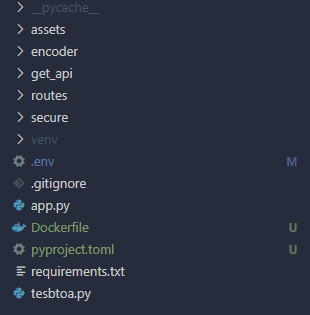 __pycache__
assets
encoder
get_api
routes
secure
venv
.env M
.gitignore
app.py
Dockerfile U
pyproject.toml U
requirements.txt
tesbtoa.py